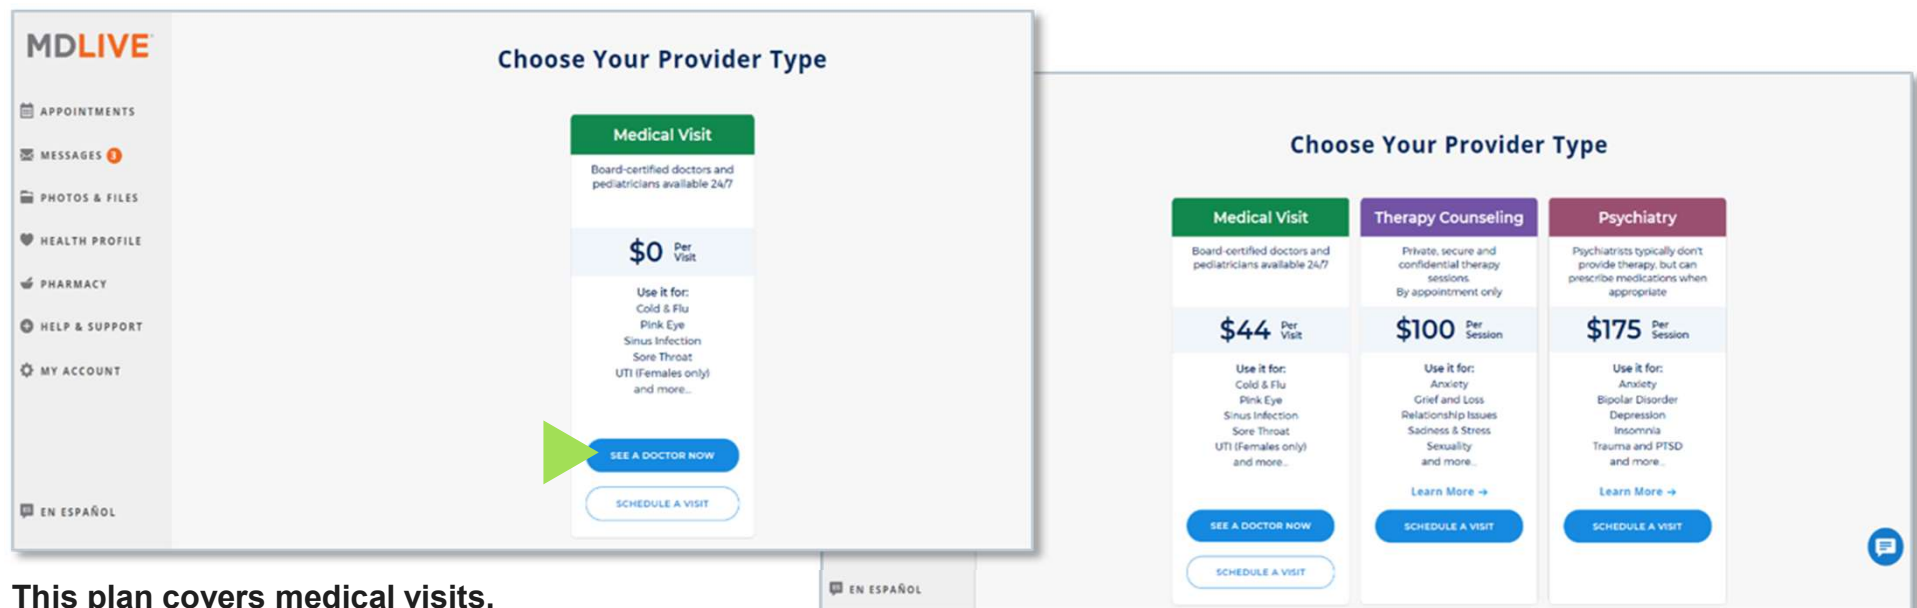 MDLIVE
APPOINTMENTS
MESSAGES 3
PHOTOS & FILES
HEALTH PROFILE
PHARMACY
HELP & SUPPORT
MY ACCOUNT
EN ESPAÑOL
Choose Your Provider Type
Medical Visit
Board-certified doctors and
pediatricians available 24/7
$0 Per
Visit
Use it for:
Cold & Flu
Pink Eye
Sinus Infection
Sore Throat
UTI (Females only)
and more...
SEE A DOCTOR NOW
SCHEDULE A VISIT
This plan covers medical visits.
Choose Your Provider Type
Medical Visit
Board-certified doctors and
pediatricians available 24/7
$44 Per
Visit
Use it for:
Cold & Flu
Pink Eye
Sinus Infection
Sore Throat
UTI (Females only)
and more...
SEE A DOCTOR NOW
SCHEDULE A VISIT
Therapy Counseling
Private, secure and
confidential therapy
sessions.
By appointment only
$100 Per
Session
Use it for:
Anxiety
Grief and Loss
Relationship Issues
Sadness & Stress
Sexuality
and more...
Learn More →
SCHEDULE A VISIT
Psychiatry
Psychiatrists typically don't
provide therapy, but can
prescribe medications when
appropriate
$175 Per
Session
Use it for:
Anxiety
Bipolar Disorder
Depression
Insomnia
Trauma and PTSD
and more...
Learn More →
SCHEDULE A VISIT
EN ESPAÑOL